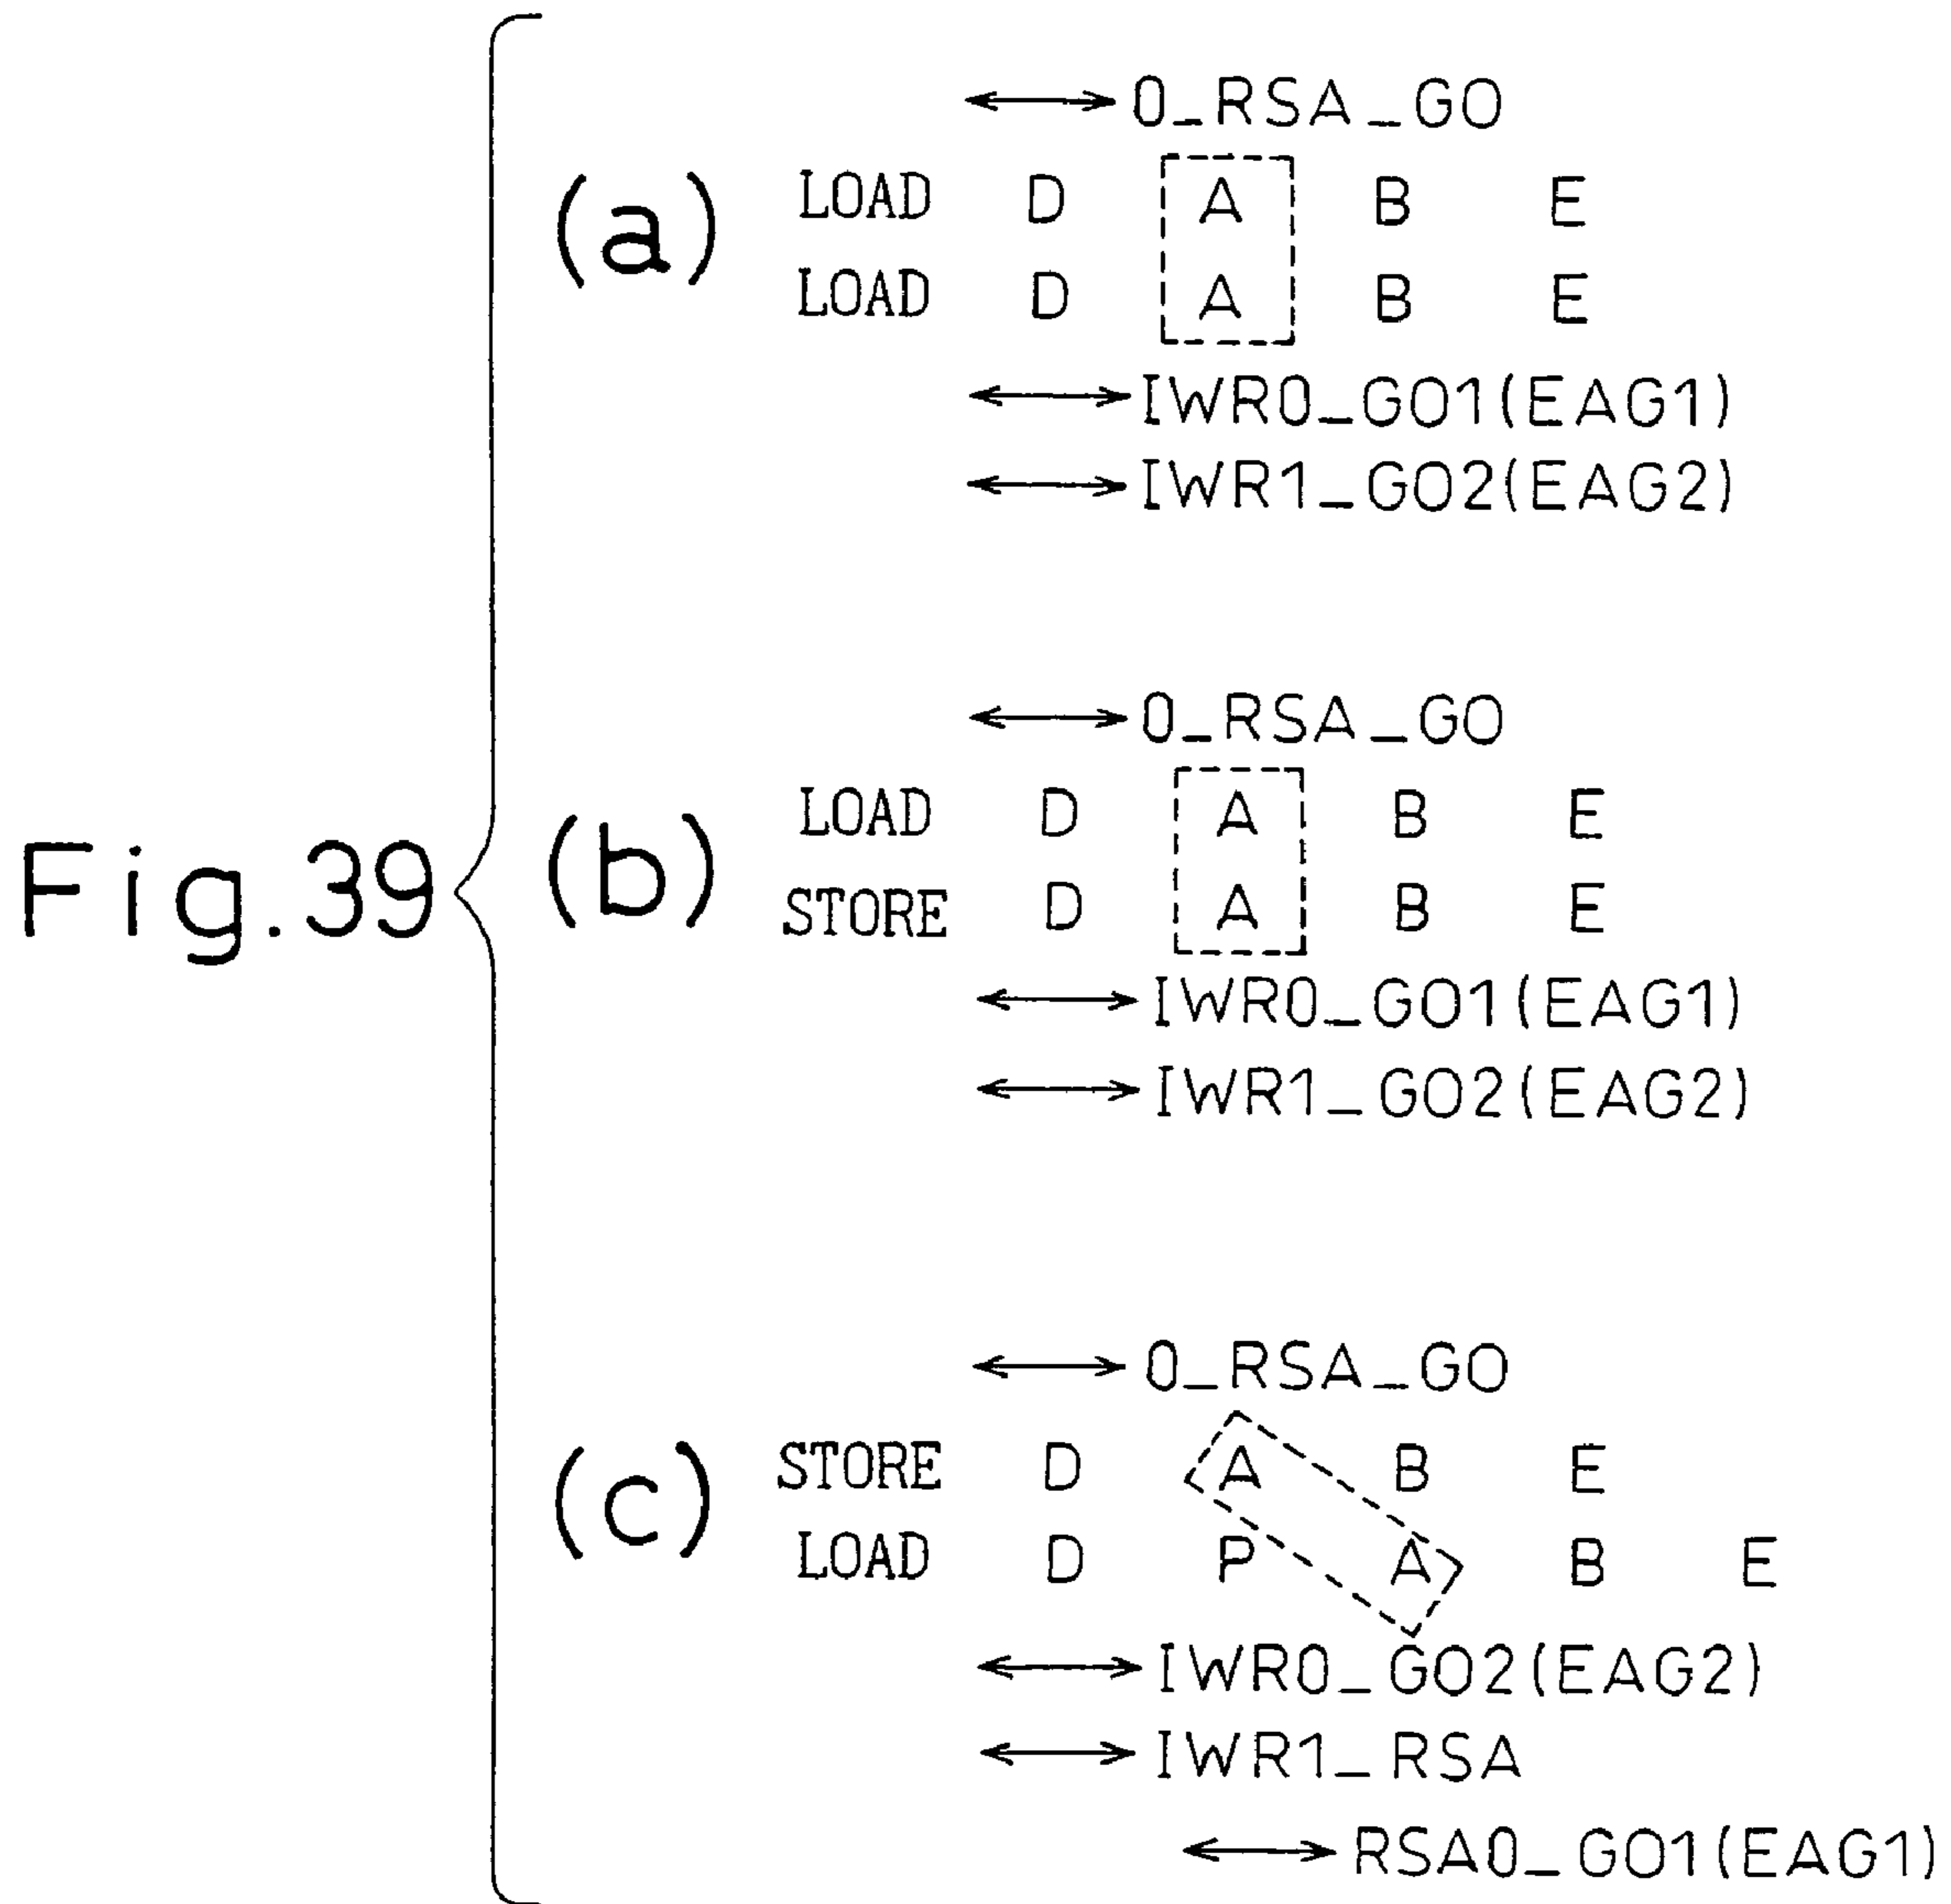 Fig.39
(a)
0_RSA_GO
LOAD D A B E
LOAD D A B E
IWR0_GO1(EAG1)
IWR1_GO2(EAG2)
(b)
0_RSA_GO
LOAD D A B E
STORE D A B E
IWR0_GO1(EAG1)
IWR1_GO2(EAG2)
(c)
0_RSA_GO
STORE D A B E
LOAD D P A B E
IWR0_GO2(EAG2)
IWR1_RSA
RSA0_GO1(EAG1)